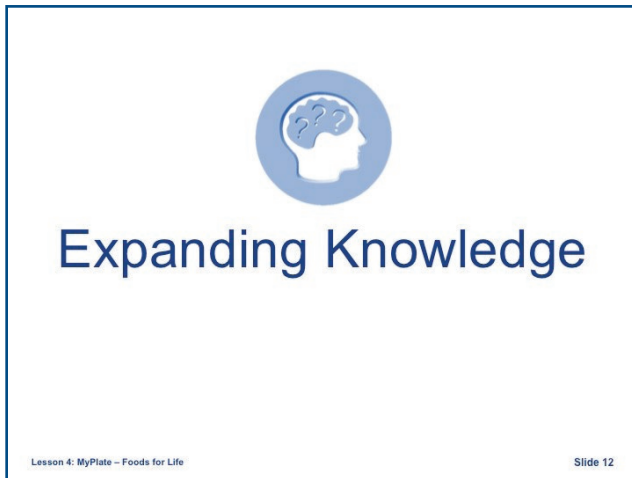 ? ? ?
Expanding Knowledge
Lesson 4: MyPlate – Foods for Life
Slide 12